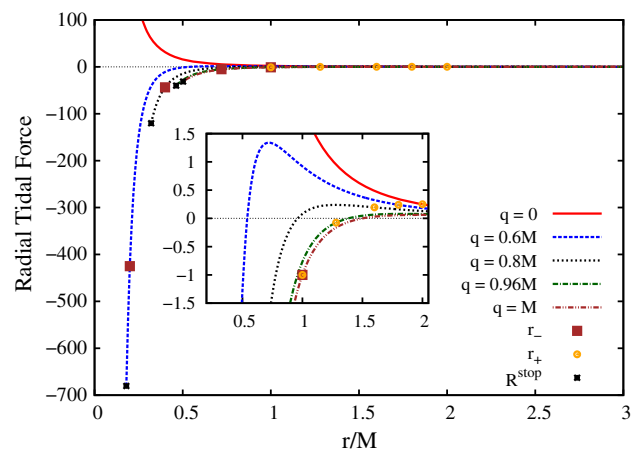 100
0
-100
-200
-300
-400
-500
-600
-700
Radial Tidal Force
0
0.5
1
1.5
2
2.5
3
r/M
1.5
1
0.5
0
-0.5
-1
-1.5
0.5
1
1.5
2
q = 0
q = 0.6M
q = 0.8M
q = 0.96M
q = M
r_
r+
R^stop